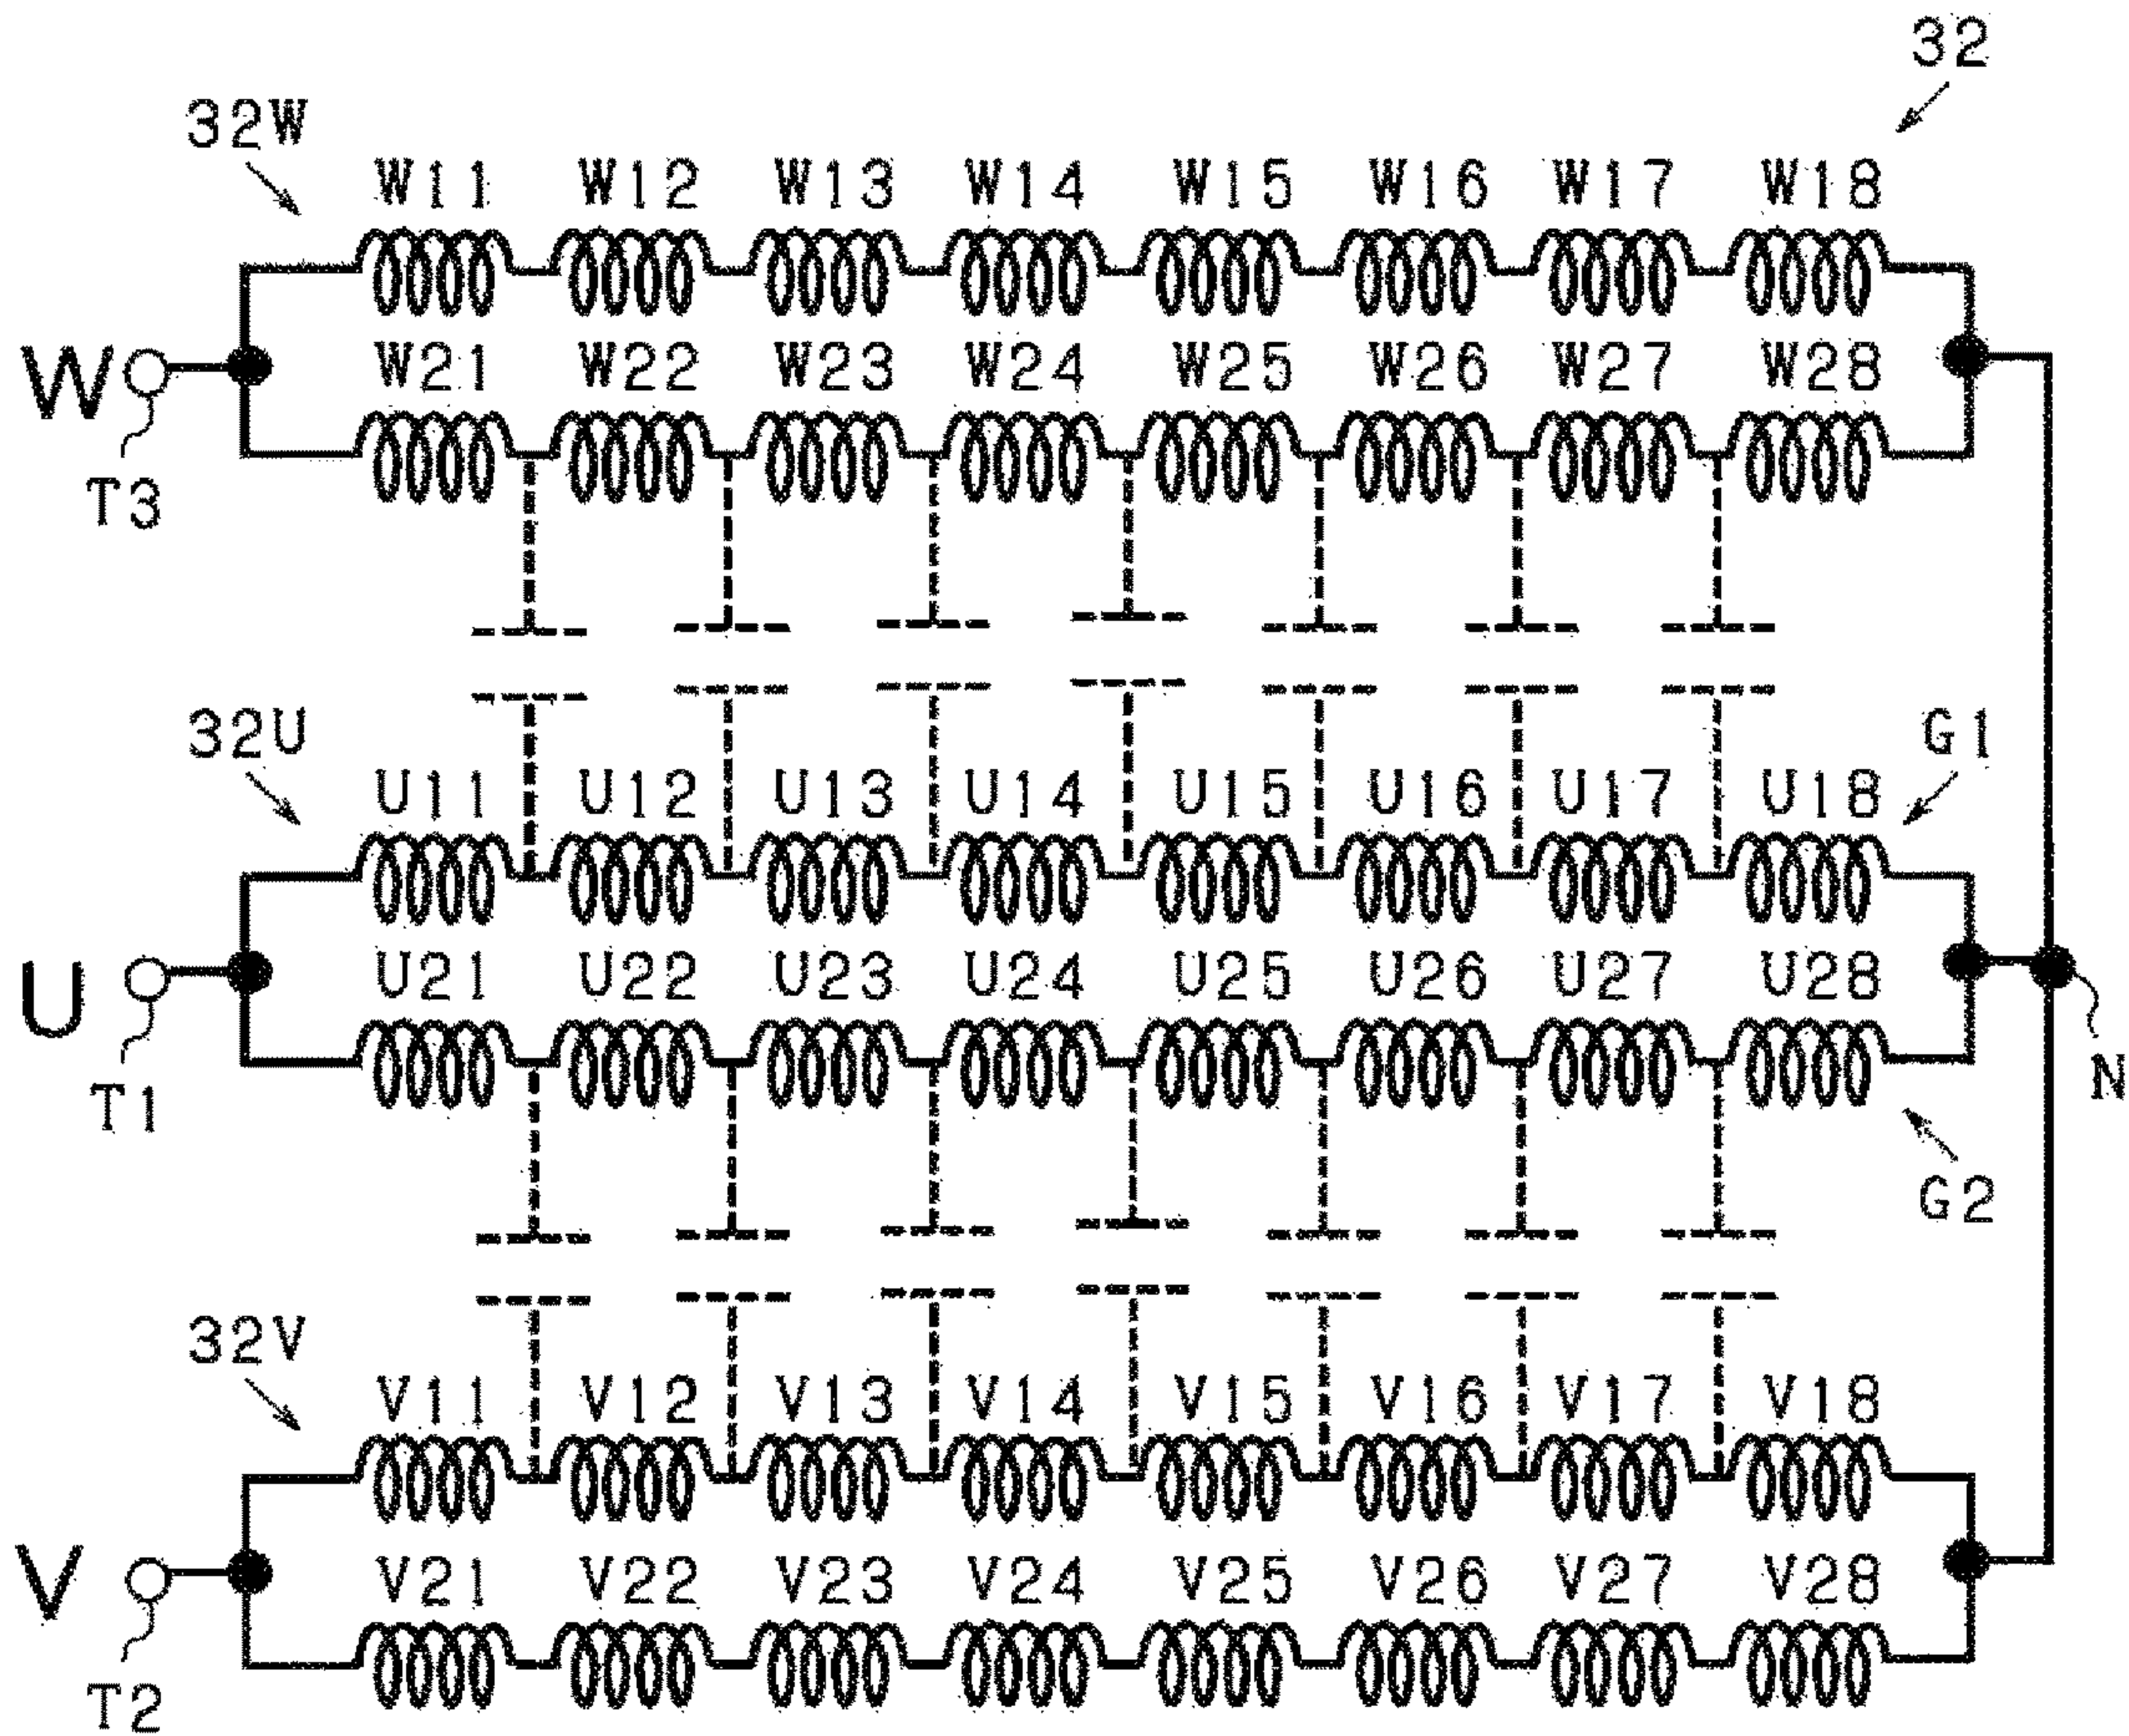 32
32W
W11 W12 W13 W14 W15 W16 W17 W18
W21 W22 W23 W24 W25 W26 W27 W28
W
T3
32U
G1
U11 U12 U13 U14 U15 U16 U17 U18
U21 U22 U23 U24 U25 U26 U27 U28
U
T1
N
G2
32V
V11 V12 V13 V14 V15 V16 V17 V18
V21 V22 V23 V24 V25 V26 V27 V28
V
T2